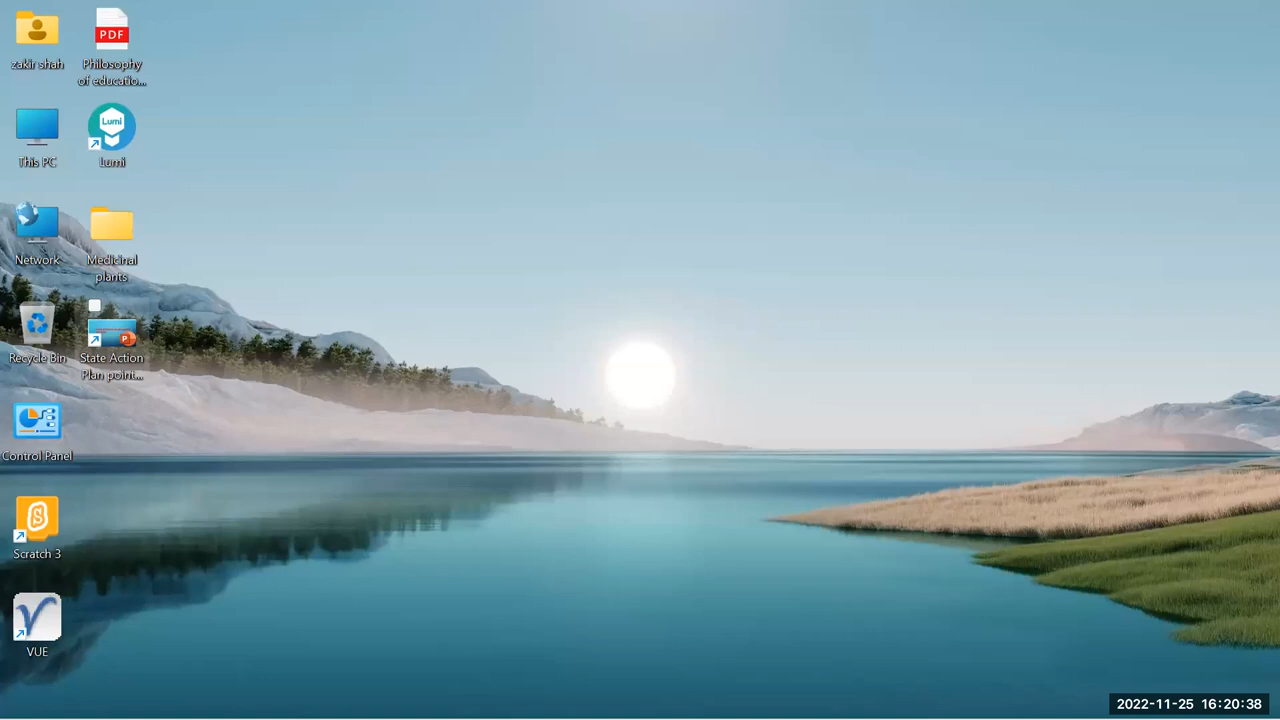 zakir shah
PDF
Philosophy
of educatio...
This PC
Lumi
Lumi
Network
Medicinal
plants
Recycle Bin
P
State Action
Plan point...
Control Panel
S
Scratch 3
V
VUE
2022-11-25 16:20:38